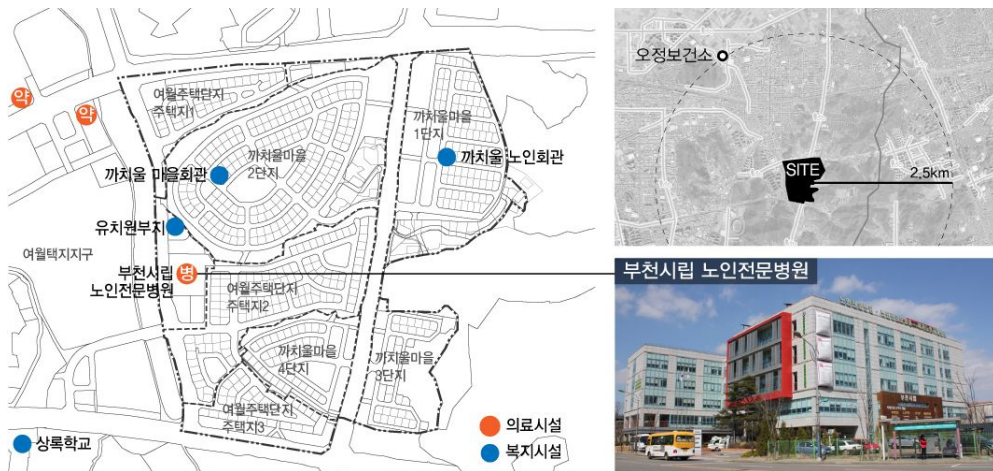 약
약
여월주택단지
주택지1
까치울마을
1단지
까치울 마을회관
까치울마을
2단지
까치울 노인회관
유치원부지
여월택지지구
부천시립
노인전문병원
병
여월주택단지
주택지2
까치울마을
4단지
까치울마을
3단지
여월주택단지
주택지3
상록학교
의료시설
복지시설
오정보건소
SITE
2.5km
부천시립 노인전문병원
부천시립